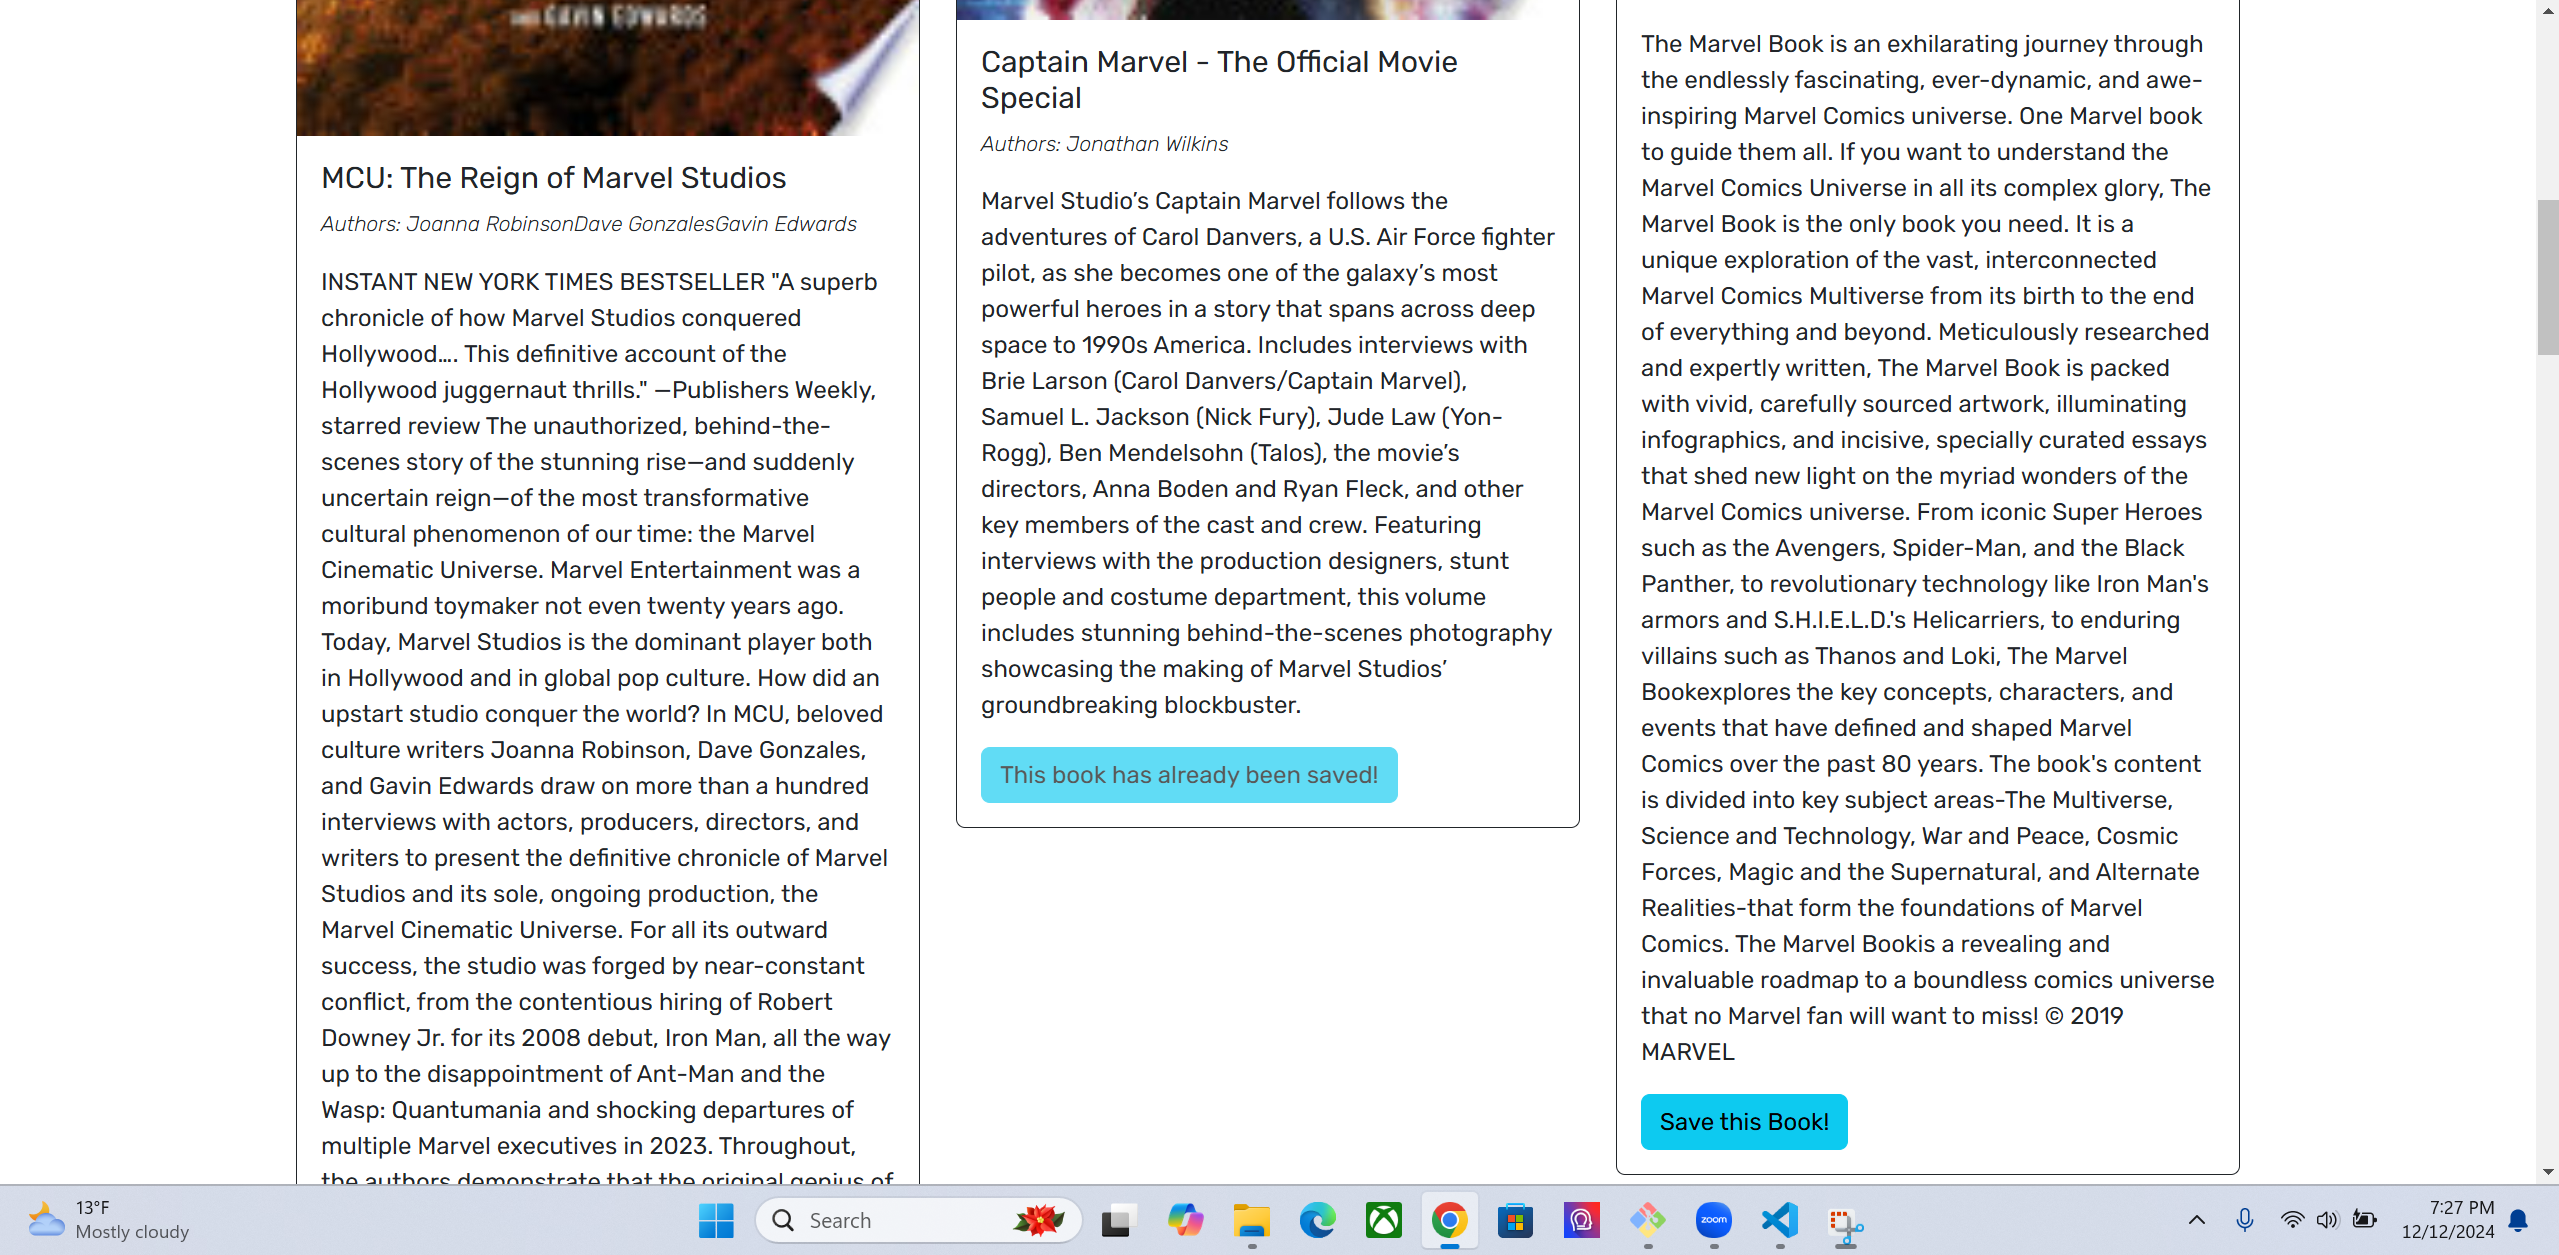 GAVIN EDWARDS
MCU: The Reign of Marvel Studios
Authors: Joanna RobinsonDave GonzalesGavin Edwards
INSTANT NEW YORK TIMES BESTSELLER "A superb
chronicle of how Marvel Studios conquered
Hollywood…. This definitive account of the
Hollywood juggernaut thrills." —Publishers Weekly,
starred review The unauthorized, behind-the-
scenes story of the stunning rise—and suddenly
uncertain reign—of the most transformative
cultural phenomenon of our time: the Marvel
Cinematic Universe. Marvel Entertainment was a
moribund toymaker not even twenty years ago.
Today, Marvel Studios is the dominant player both
in Hollywood and in global pop culture. How did an
upstart studio conquer the world? In MCU, beloved
culture writers Joanna Robinson, Dave Gonzales,
and Gavin Edwards draw on more than a hundred
interviews with actors, producers, directors, and
writers to present the definitive chronicle of Marvel
Studios and its sole, ongoing production, the
Marvel Cinematic Universe. For all its outward
success, the studio was forged by near-constant
conflict, from the contentious hiring of Robert
Downey Jr. for its 2008 debut, Iron Man, all the way
up to the disappointment of Ant-Man and the
Wasp: Quantumania and shocking departures of
multiple Marvel executives in 2023. Throughout,
the authors demonstrate that the original genius of
Captain Marvel - The Official Movie
Special
Authors: Jonathan Wilkins
Marvel Studio’s Captain Marvel follows the
adventures of Carol Danvers, a U.S. Air Force fighter
pilot, as she becomes one of the galaxy’s most
powerful heroes in a story that spans across deep
space to 1990s America. Includes interviews with
Brie Larson (Carol Danvers/Captain Marvel),
Samuel L. Jackson (Nick Fury), Jude Law (Yon-
Rogg), Ben Mendelsohn (Talos), the movie’s
directors, Anna Boden and Ryan Fleck, and other
key members of the cast and crew. Featuring
interviews with the production designers, stunt
people and costume department, this volume
includes stunning behind-the-scenes photography
showcasing the making of Marvel Studios’
groundbreaking blockbuster.
This book has already been saved!
The Marvel Book is an exhilarating journey through
the endlessly fascinating, ever-dynamic, and awe-
inspiring Marvel Comics universe. One Marvel book
to guide them all. If you want to understand the
Marvel Comics Universe in all its complex glory, The
Marvel Book is the only book you need. It is a
unique exploration of the vast, interconnected
Marvel Comics Multiverse from its birth to the end
of everything and beyond. Meticulously researched
and expertly written, The Marvel Book is packed
with vivid, carefully sourced artwork, illuminating
infographics, and incisive, specially curated essays
that shed new light on the myriad wonders of the
Marvel Comics universe. From iconic Super Heroes
such as the Avengers, Spider-Man, and the Black
Panther, to revolutionary technology like Iron Man's
armors and S.H.I.E.L.D.'s Helicarriers, to enduring
villains such as Thanos and Loki, The Marvel
Bookexplores the key concepts, characters, and
events that have defined and shaped Marvel
Comics over the past 80 years. The book's content
is divided into key subject areas-The Multiverse,
Science and Technology, War and Peace, Cosmic
Forces, Magic and the Supernatural, and Alternate
Realities-that form the foundations of Marvel
Comics. The Marvel Bookis a revealing and
invaluable roadmap to a boundless comics universe
that no Marvel fan will want to miss! © 2019
MARVEL
Save this Book!
13°F
Mostly cloudy
Search
zoom
7:27 PM
12/12/2024